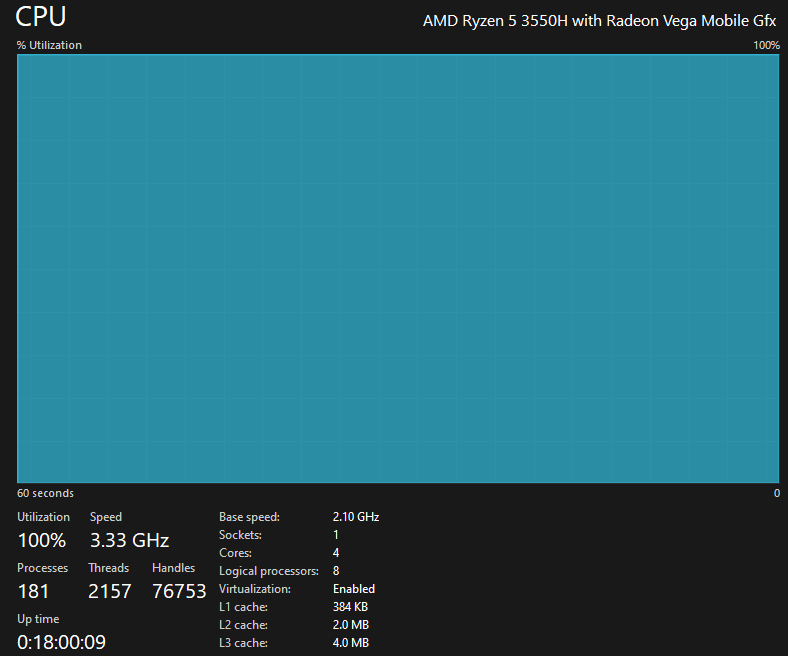 CPU
AMD Ryzen 5 3550H with Radeon Vega Mobile Gfx
% Utilization
100%
60 seconds
0
Utilization
Speed
100%
3.33 GHz
Processes
Threads
Handles
181
2157
76753
Up time
0:18:00:09
Base speed: 2.10 GHz
Sockets: 1
Cores: 4
Logical processors: 8
Virtualization: Enabled
L1 cache: 384 KB
L2 cache: 2.0 MB
L3 cache: 4.0 MB